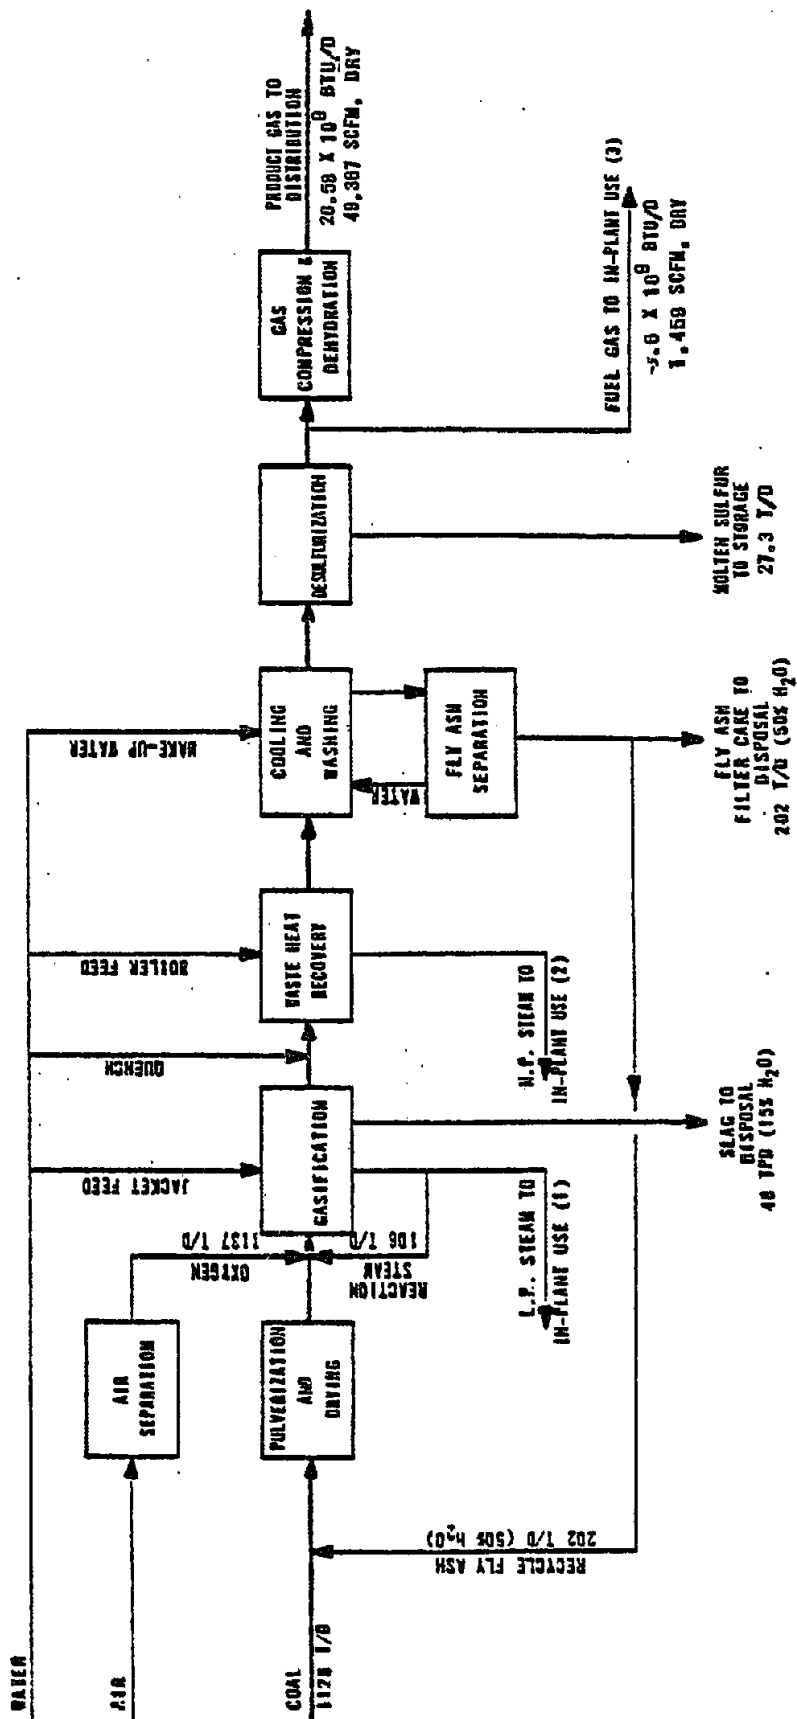 WATER
AIR
COAL
1128 T/D
RECYCLE FLY ASH
202 T/D (50% H2O)
AIR
SEPARATION
PULVERIZATION
AND
DRYING
OXYGEN
1137 T/D
REACTION
STEAM
106 T/D
JACKET FEED
GASIFICATION
L.P. STEAM TO
IN-PLANT USE (1)
SLAG TO
DISPOSAL
48 TPD (15% H2O)
QUENCH
BOILER FEED
WASTE HEAT
RECOVERY
STEAM TO
IN-PLANT USE (2)
MAKE-UP WATER
COOLING
AND
WASHING
WATER
FLY ASH
SEPARATION
FLY ASH
FILTER CAKE TO
DISPOSAL
202 T/D (50% H2O)
DESULFURIZATION
MOLTEN SULFUR
TO STORAGE
27.3 T/D
GAS
COMPRESSION &
DEHYDRATION
FUEL GAS TO IN-PLANT USE (3)
X 109 BTU/D
1,459 SCFM, DRY
PRODUCT GAS TO
DISTRIBUTION
20.58 X 109 BTU/D
49,367 SCFM, DRY